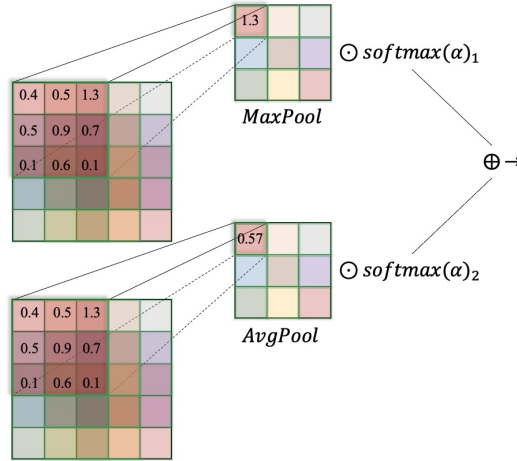 1.3
MaxPool
⊙ softmax(α)₁
0.4 0.5 1.3
0.5 0.9 0.7
0.1 0.6 0.1
⊕→
0.57
AvgPool
⊙ softmax(α)₂
0.4 0.5 1.3
0.5 0.9 0.7
0.1 0.6 0.1